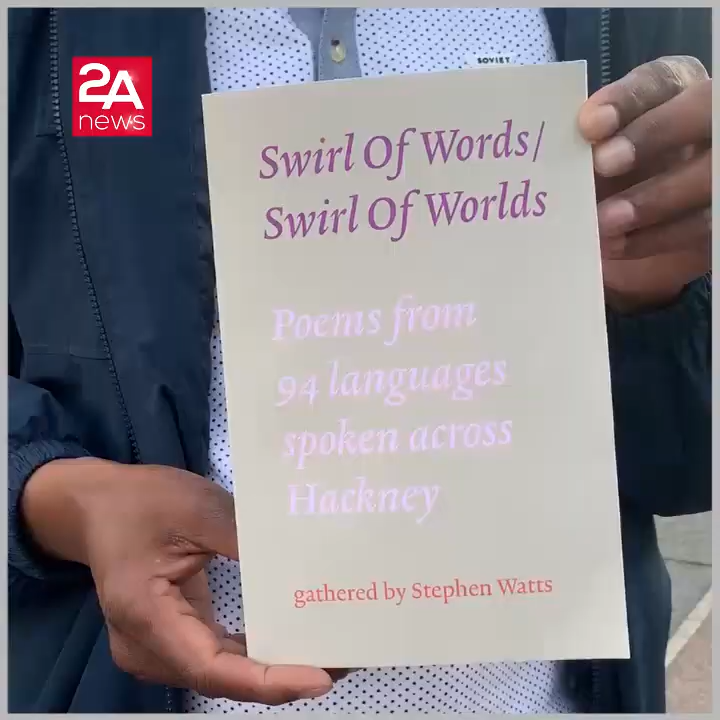 2A
news
SOVIET
Swirl Of Words/
Swirl Of Worlds
Poems from
94 languages
spoken across
Hackney
gathered by Stephen Watts